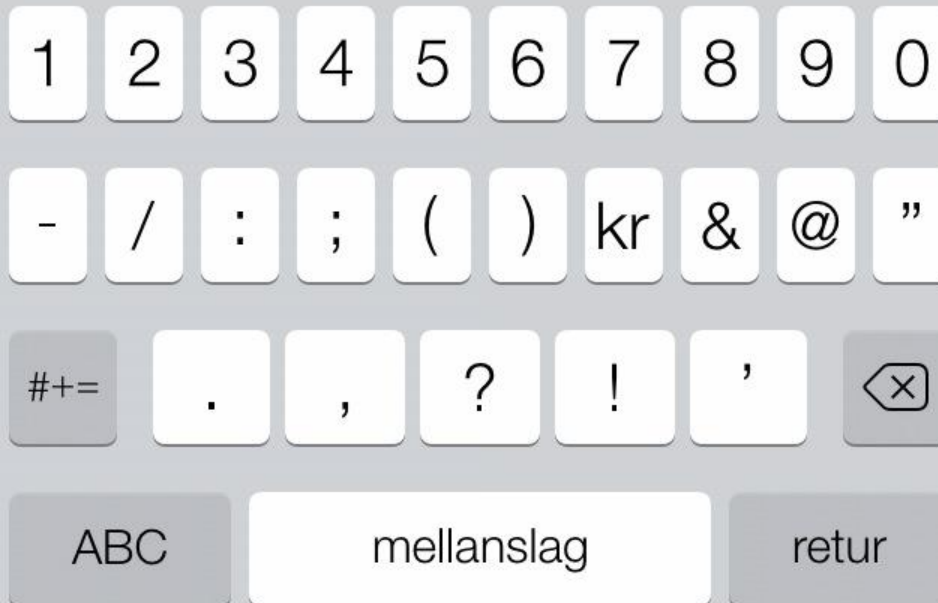 1 2 3 4 5 6 7 8 9 0
- / : ; ( ) kr & @ ”
#+= . , ? ! ’
ABC mellanslag retur